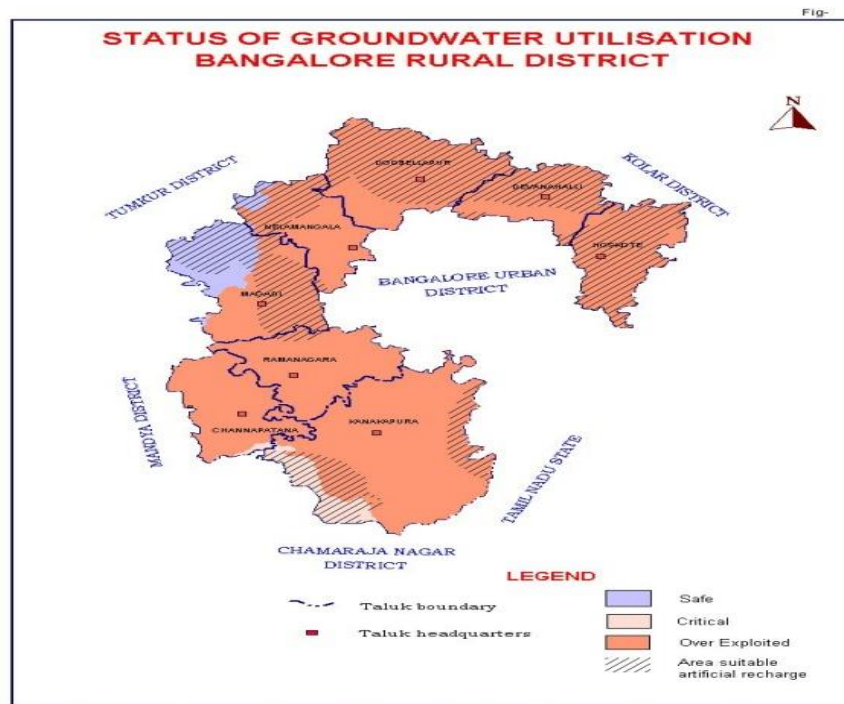 Fig-
STATUS OF GROUNDWATER UTILISATION
BANGALORE RURAL DISTRICT
N
TUMKUR DISTRICT
KOLAR DISTRICT
DODBELLAPUR
DEVANAHALLI
NELAMANGALA
HOSKOTE
BANGALORE URBAN
DISTRICT
MAGADI
RAMANAGARA
MANDYA DISTRICT
CHANNAPATANA
KANAKAPURA
TAMIL NADU STATE
CHAMARAJA NAGAR
DISTRICT
LEGEND
Taluk boundary
Taluk headquarters
Safe
Critical
Over Exploited
Area suitable
artificial recharge